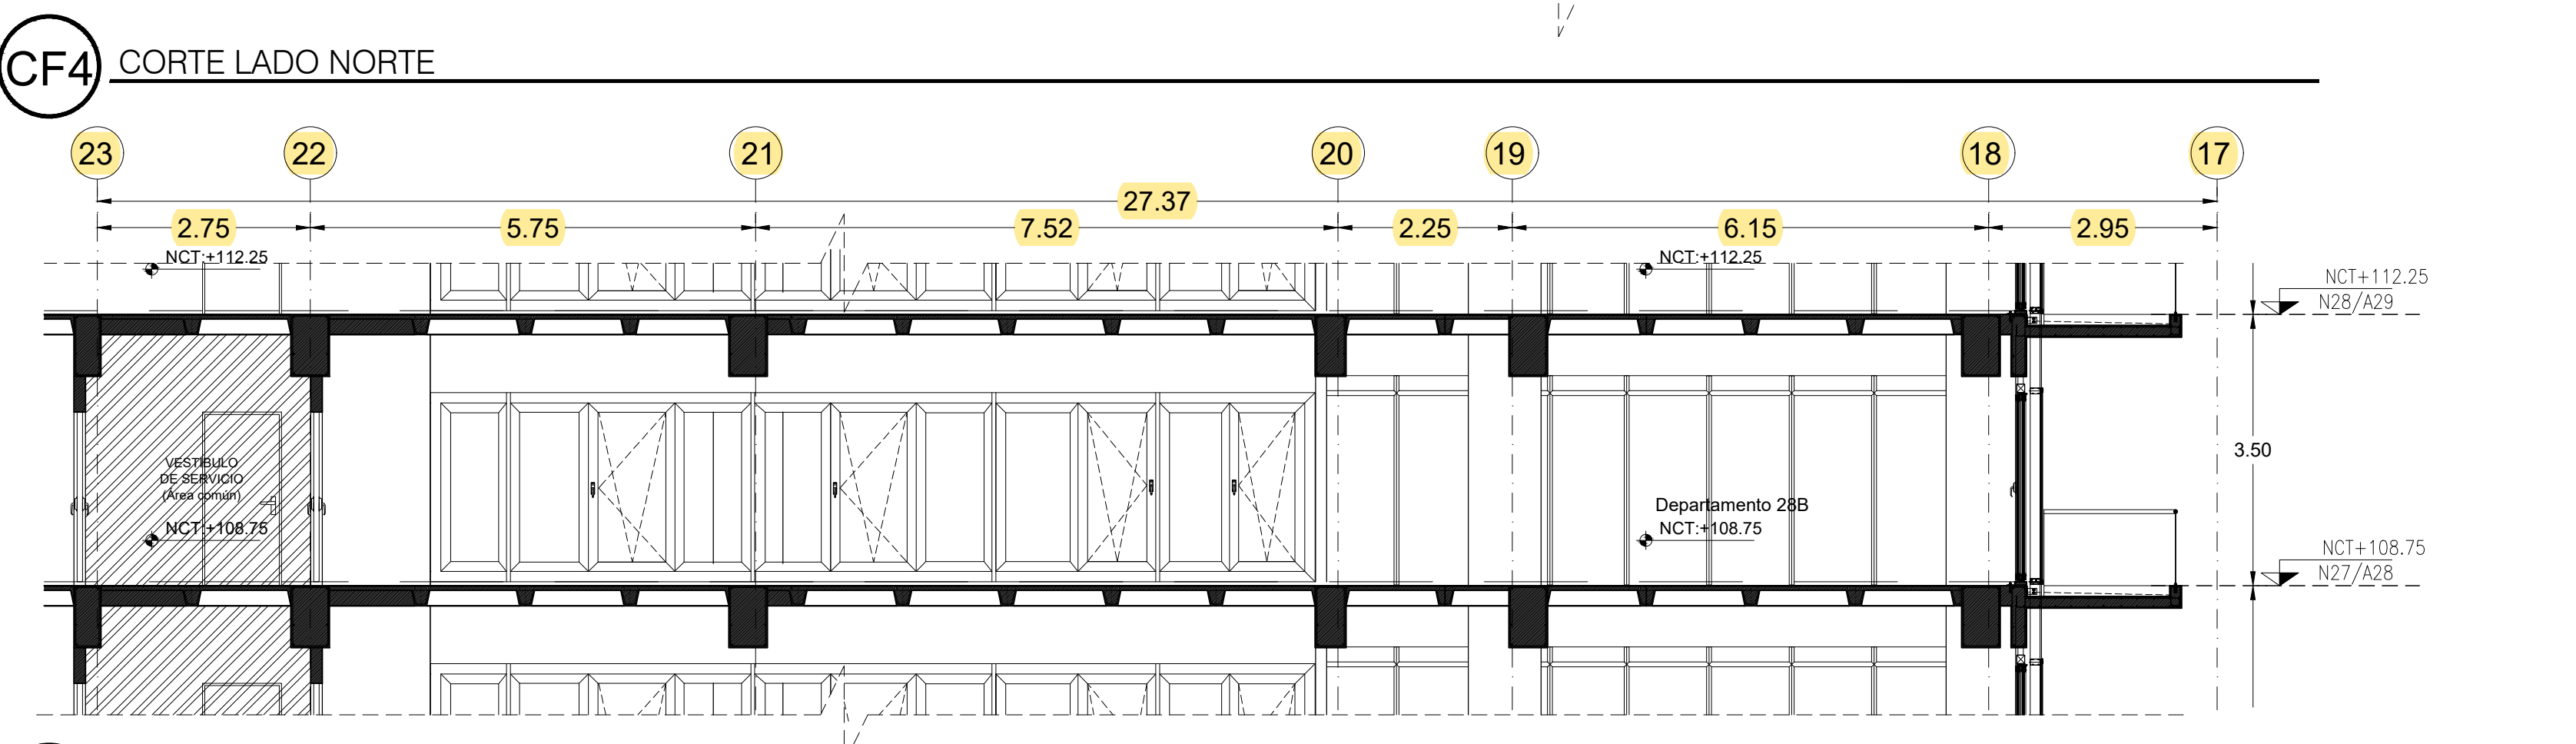 CF4 CORTE LADO NORTE
23 22 21 20 19 18 17
27.37
2.75 5.75 7.52 2.25 6.15 2.95
NCT:+112.25 NCT:+112.25
NCT+112.25
N28/A29
3.50
VESTIBULO
DE SERVICIO
(Área común)
NCT:+108.75
Departamento 28B
NCT:+108.75
NCT+108.75
N27/A28